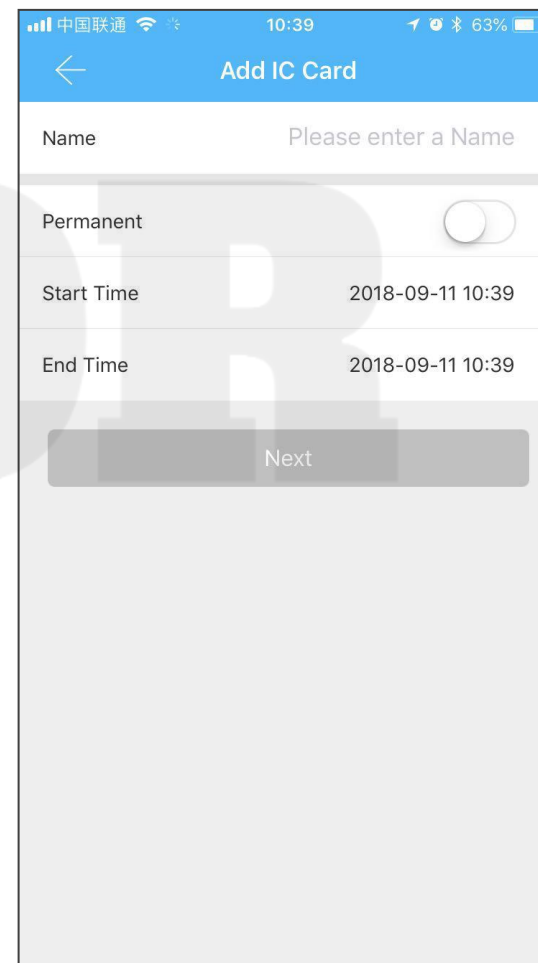 中国联通 10:39 63%
Add IC Card
Name Please enter a Name
Permanent
Start Time 2018-09-11 10:39
End Time 2018-09-11 10:39
Next
OR